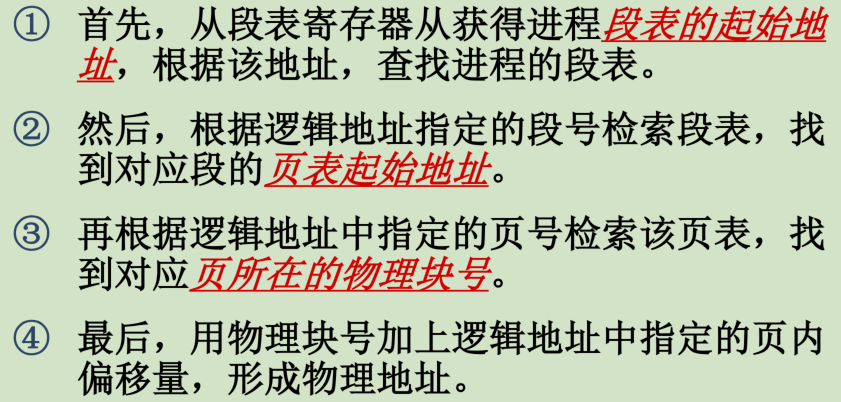 ① 首先，从段表寄存器从获得进程段表的起始地
址，根据该地址，查找进程的段表。
② 然后，根据逻辑地址指定的段号检索段表，找
到对应段的页表起始地址。
③ 再根据逻辑地址中指定的页号检索该页表，找
到对应页所在的物理块号。
④ 最后，用物理块号加上逻辑地址中指定的页内
偏移量，形成物理地址。